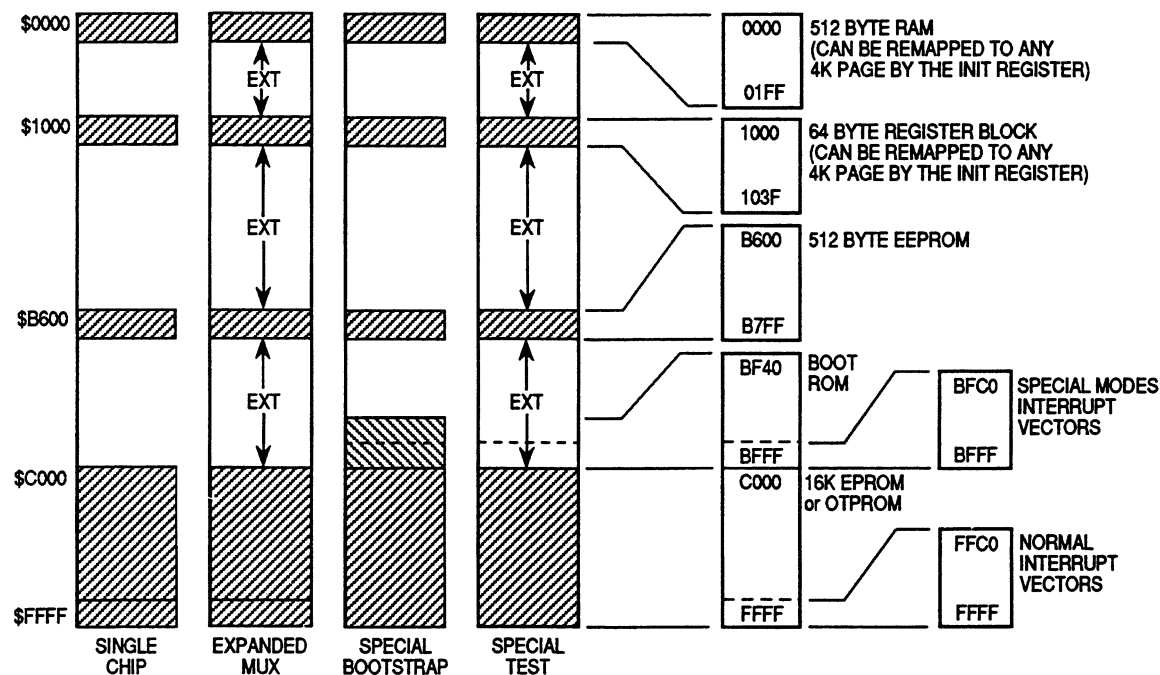 $0000
$1000
$B600
$C000
$FFFF
EXT
EXT
EXT
EXT
EXT
EXT
SINGLE
CHIP
EXPANDED
MUX
SPECIAL
BOOTSTRAP
SPECIAL
TEST
0000
01FF
512 BYTE RAM
(CAN BE REMAPPED TO ANY
4K PAGE BY THE INIT REGISTER)
1000
103F
64 BYTE REGISTER BLOCK
(CAN BE REMAPPED TO ANY
4K PAGE BY THE INIT REGISTER)
B600
B7FF
512 BYTE EEPROM
BF40
BFFF
BOOT
ROM
BFC0
BFFF
SPECIAL MODES
INTERRUPT
VECTORS
C000
FFFF
16K EPROM
or OTPROM
FFC0
FFFF
NORMAL
INTERRUPT
VECTORS